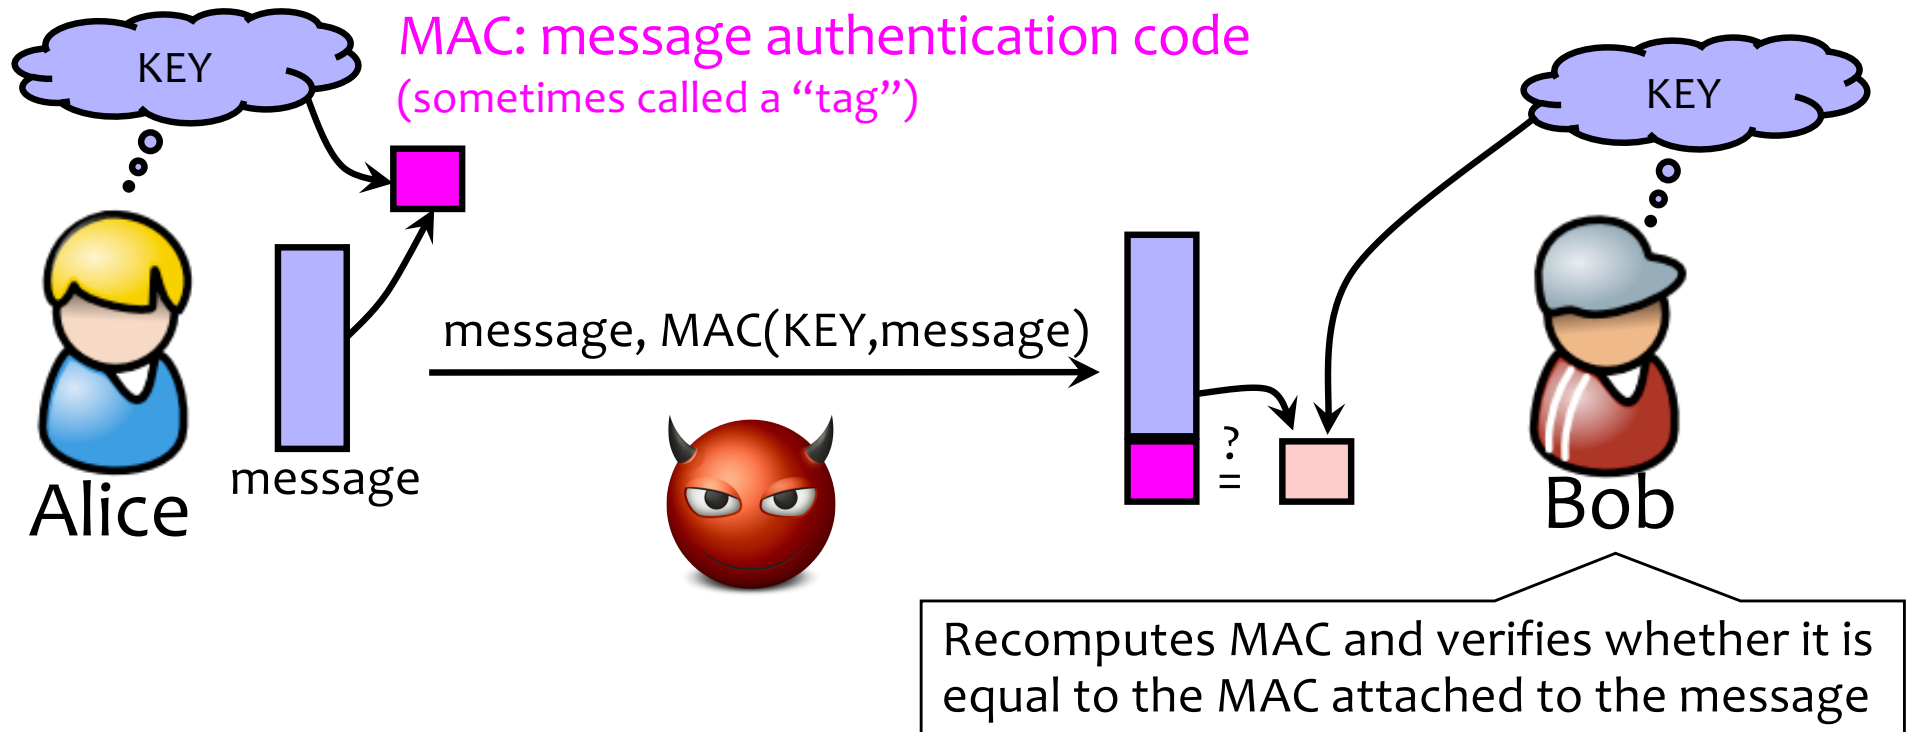 KEY
MAC: message authentication code
(sometimes called a “tag”)
KEY
message, MAC(KEY,message)
?
=
message
Alice
Bob
Recomputes MAC and verifies whether it is
equal to the MAC attached to the message